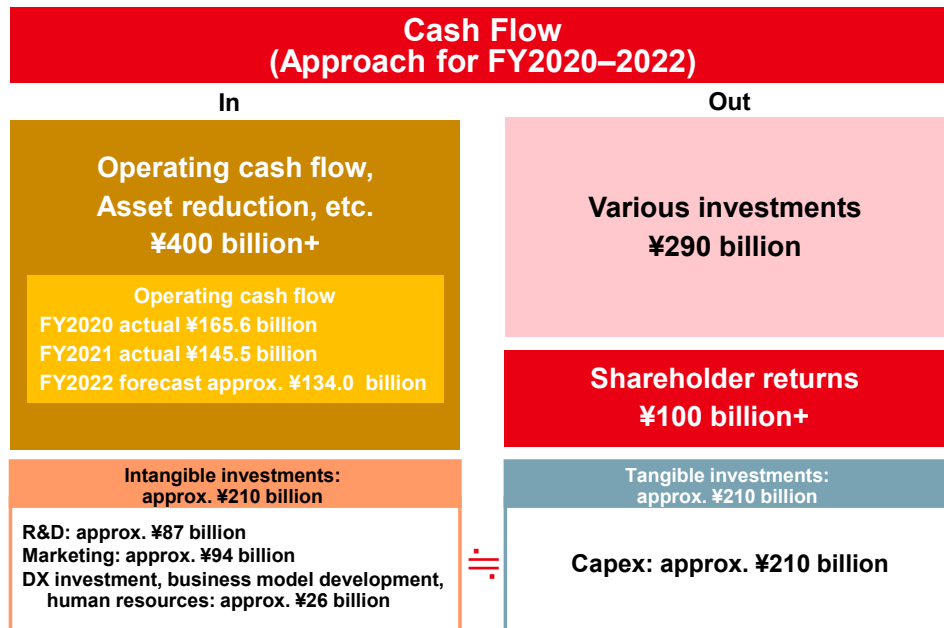 Cash Flow
(Approach for FY2020–2022)
In
Operating cash flow,
Asset reduction, etc.
¥400 billion+
Operating cash flow
FY2020 actual ¥165.6 billion
FY2021 actual ¥145.5 billion
FY2022 forecast approx. ¥134.0 billion
Out
Various investments
¥290 billion
Shareholder returns
¥100 billion+
Intangible investments:
approx. ¥210 billion
R&D: approx. ¥87 billion
Marketing: approx. ¥94 billion
DX investment, business model development,
human resources: approx. ¥26 billion
≒
Tangible investments:
approx. ¥210 billion
Capex: approx. ¥210 billion